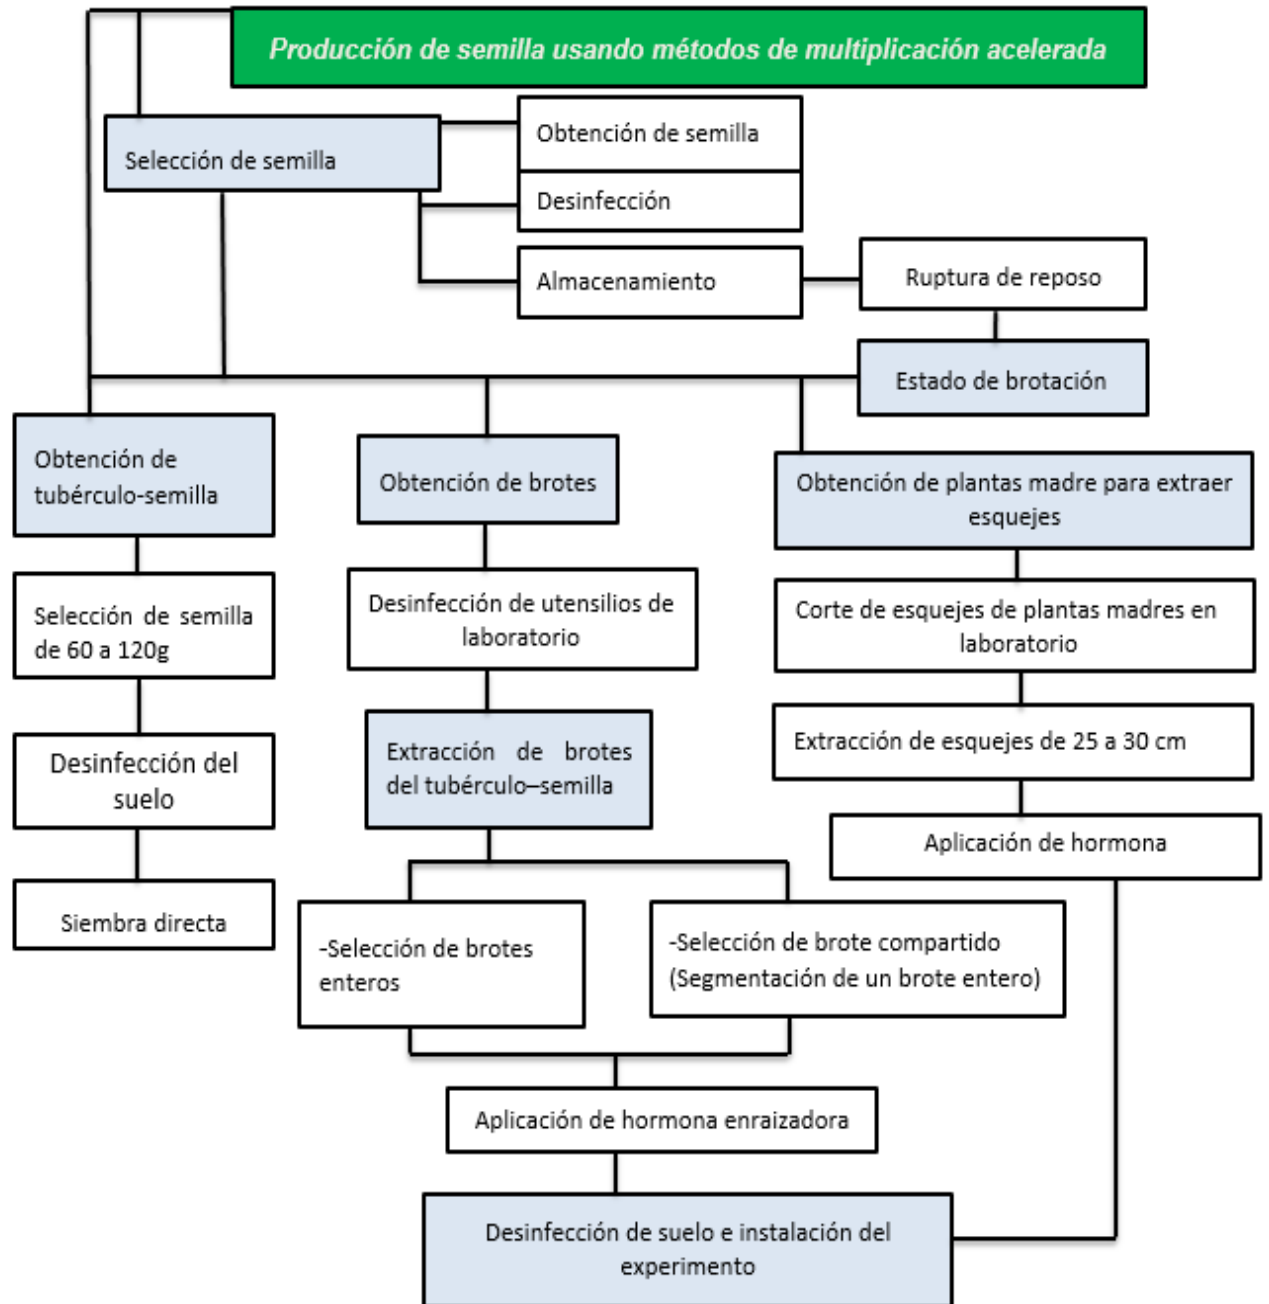 Producción de semilla usando métodos de multiplicación acelerada
Selección de semilla
Obtención de semilla
Desinfección
Almacenamiento
Ruptura de reposo
Estado de brotación
Obtención de
tubérculo-semilla
Selección de semilla
de 60 a 120g
Desinfección del
suelo
Siembra directa
Obtención de brotes
Desinfección de utensilios de
laboratorio
Extracción de brotes
del tubérculo–semilla
-Selección de brotes
enteros
-Selección de brote compartido
(Segmentación de un brote entero)
Aplicación de hormona enraizadora
Obtención de plantas madre para extraer
esquejes
Corte de esquejes de plantas madres en
laboratorio
Extracción de esquejes de 25 a 30 cm
Aplicación de hormona
Desinfección de suelo e instalación del
experimento